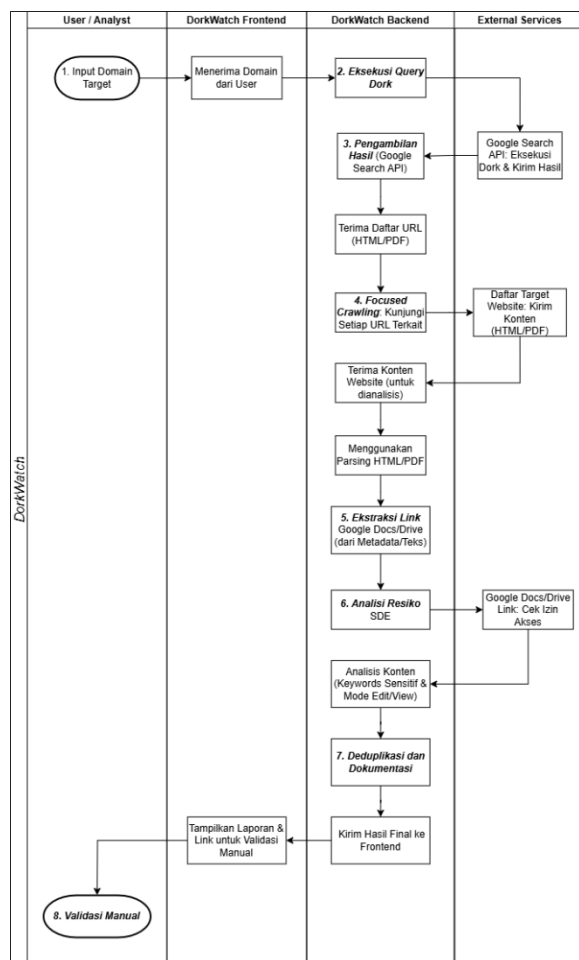 User / Analyst
DorkWatch Frontend
DorkWatch Backend
External Services
DorkWatch
1. Input Domain
Target
Menerima Domain
dari User
2. Eksekusi Query
Dork
Google Search
API: Eksekusi
Dork & Kirim Hasil
3. Pengambilan
Hasil (Google
Search API)
Terima Daftar URL
(HTML/PDF)
4. Focused
Crawling: Kunjungi
Setiap URL Terkait
Daftar Target
Website: Kirim
Konten
(HTML/PDF)
Terima Konten
Website (untuk
dianalisis)
Menggunakan
Parsing HTML/PDF
5. Ekstraksi Link
Google Docs/Drive
(dari Metadata/Teks)
6. Analisi Resiko
SDE
Google Docs/Drive
Link: Cek Izin
Akses
Analisis Konten
(Keywords Sensitif &
Mode Edit/View)
7. Deduplikasi dan
Dokumentasi
Kirim Hasil Final ke
Frontend
Tampilkan Laporan &
Link untuk Validasi
Manual
8. Validasi Manual